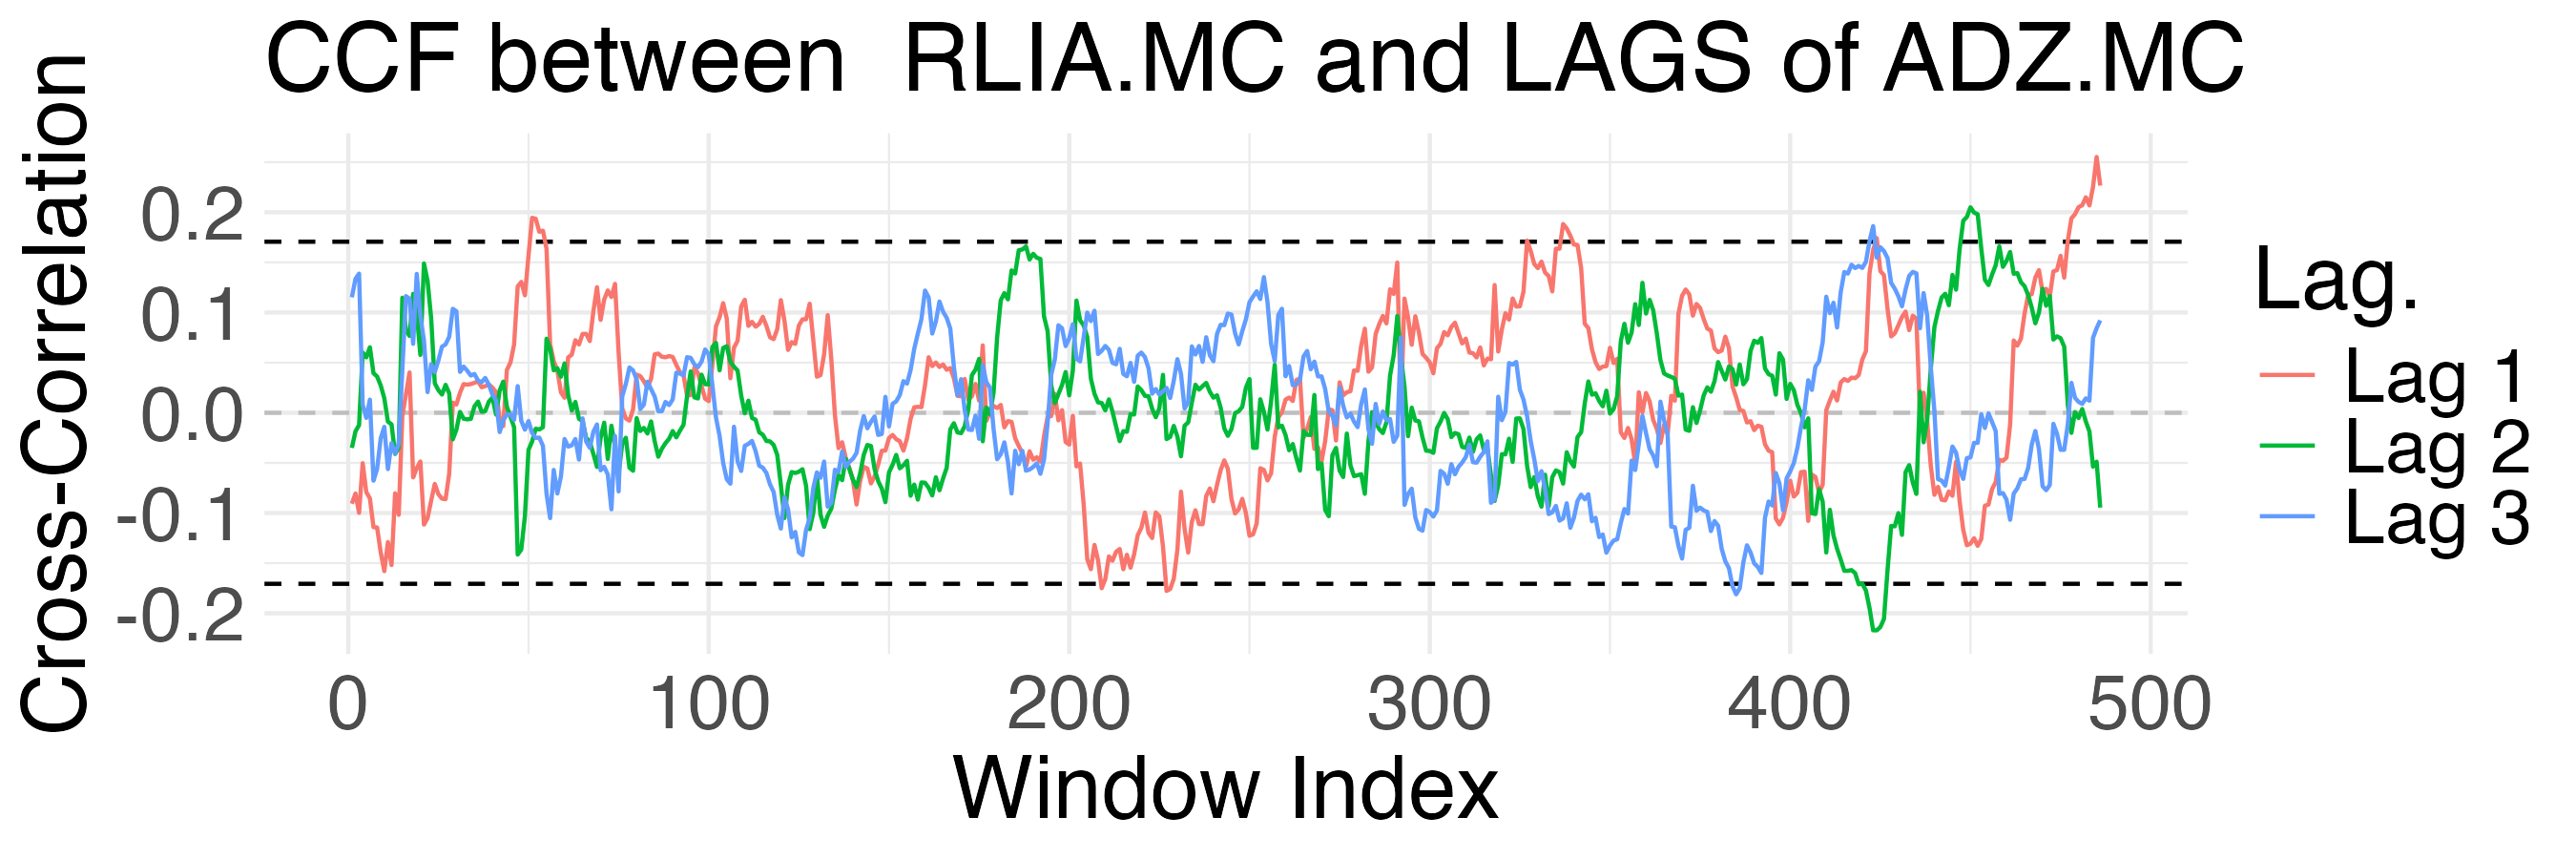 CCF between  RLIA.MC and LAGS of ADZ.MC
Cross-Correlation
0.2
0.1
0.0
-0.1
-0.2
0 100 200 300 400 500
Window Index
Lag.
Lag 1
Lag 2
Lag 3